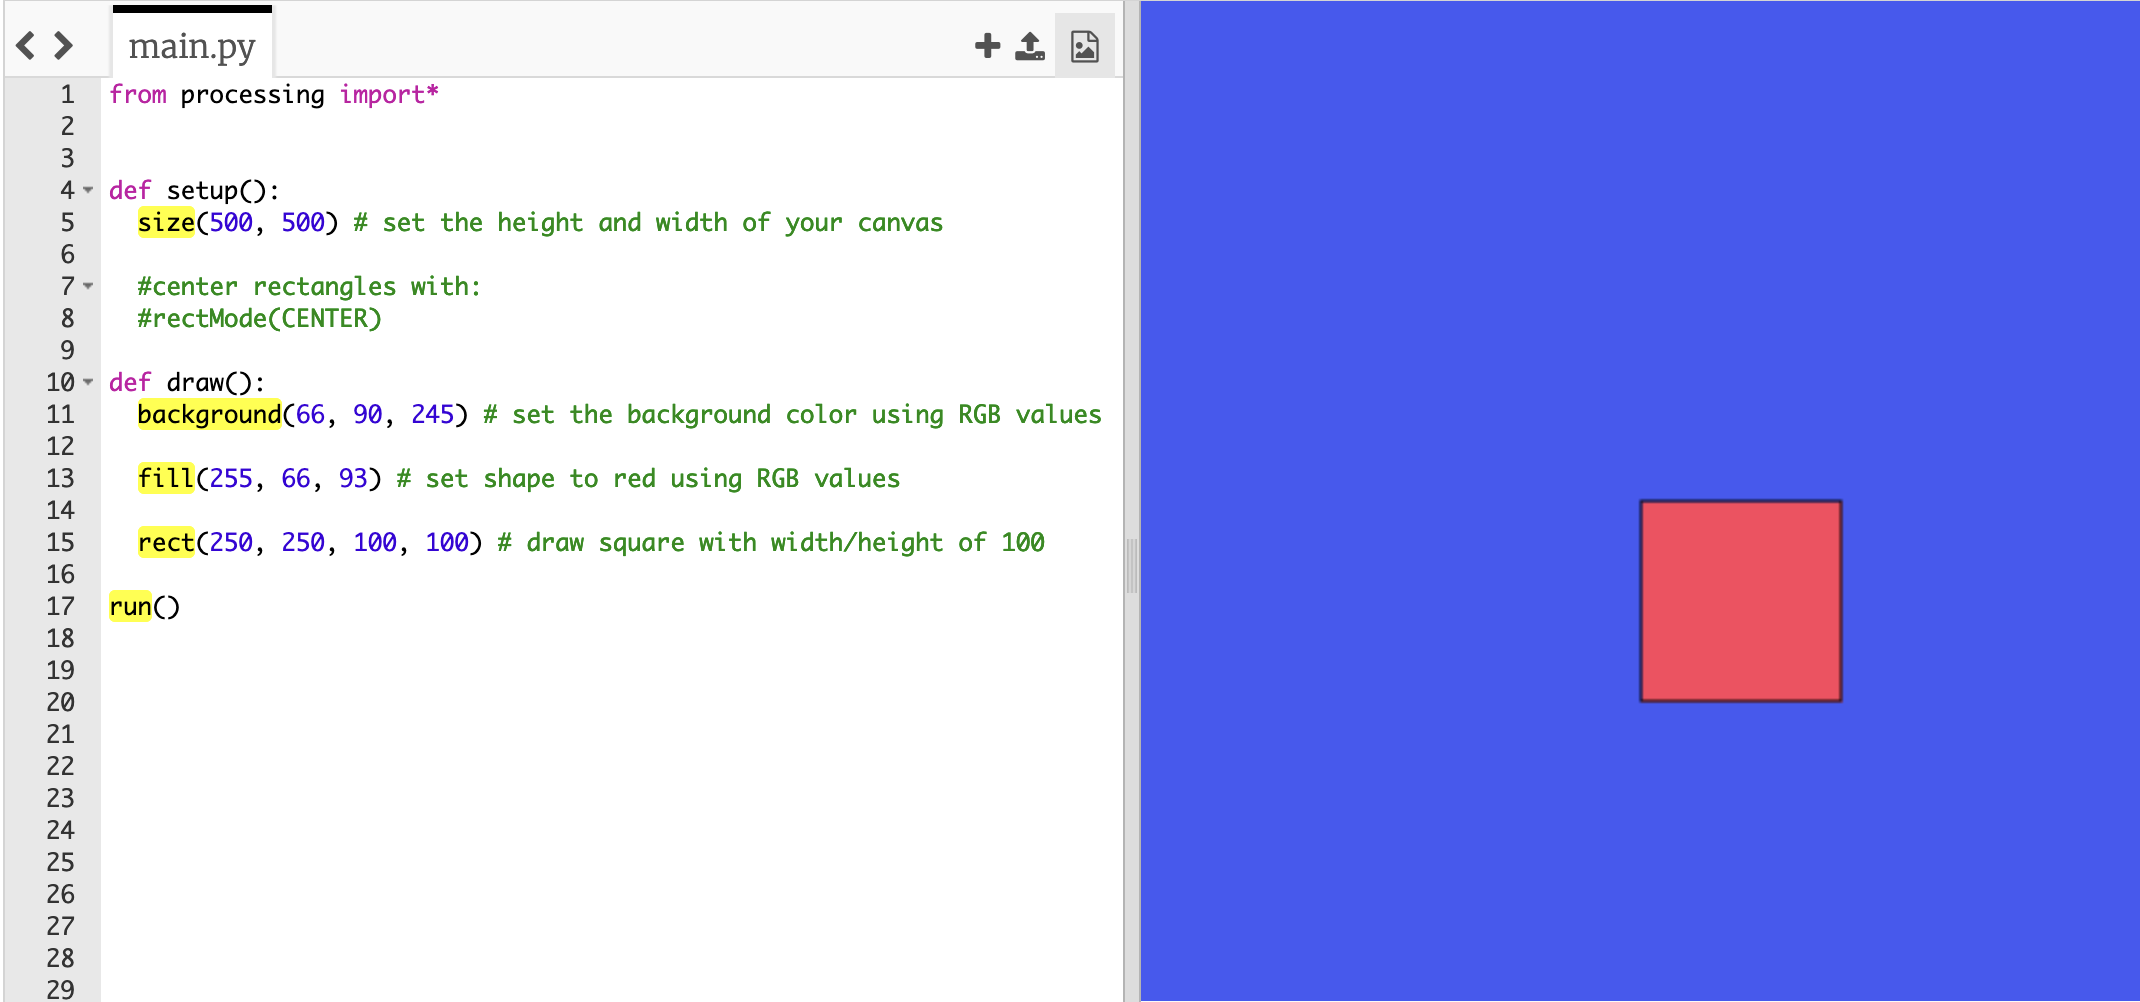 main.py
1 from processing import*
2
3
4 def setup():
5   size(500, 500) # set the height and width of your canvas
6
7   #center rectangles with:
8   #rectMode(CENTER)
9
10 def draw():
11   background(66, 90, 245) # set the background color using RGB values
12
13   fill(255, 66, 93) # set shape to red using RGB values
14
15   rect(250, 250, 100, 100) # draw square with width/height of 100
16
17 run()
18
19
20
21
22
23
24
25
26
27
28
29